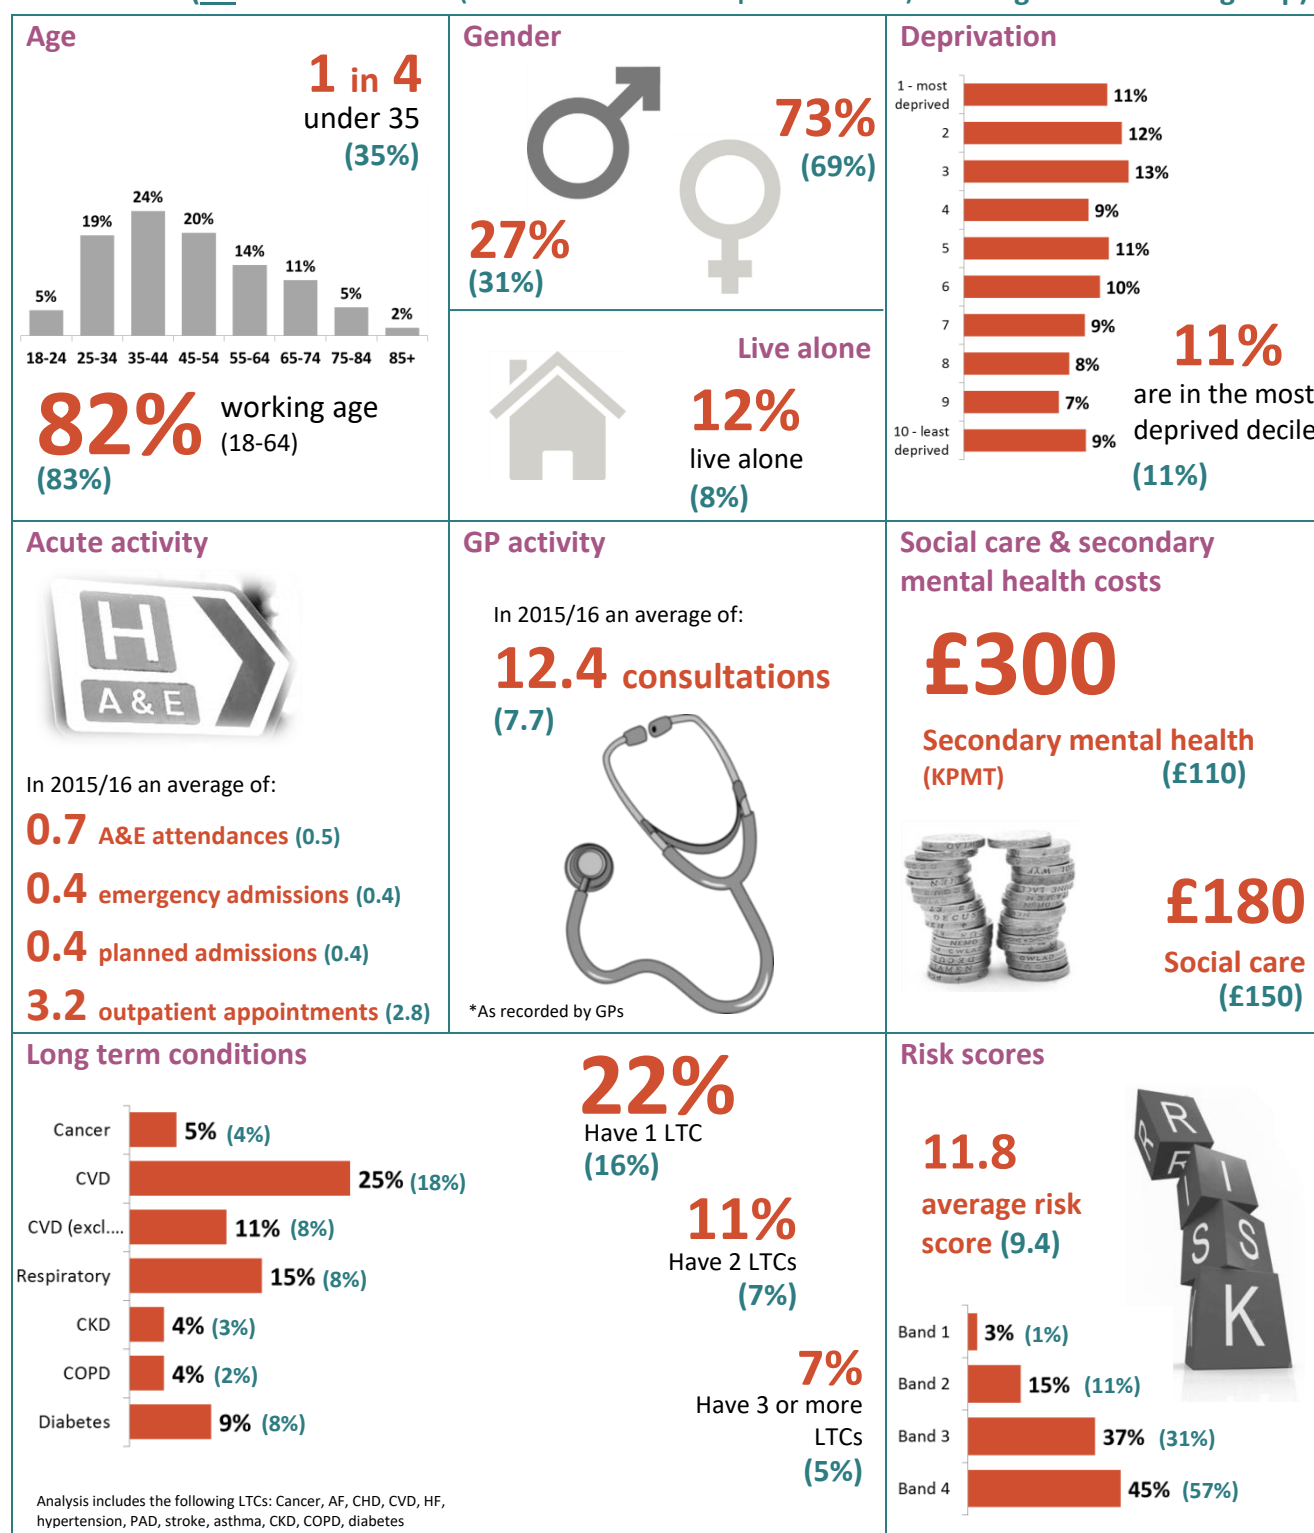 Age
1 in 4
under 35
(35%)
5%
19%
24%
20%
14%
11%
5%
2%
18-24 25-34 35-44 45-54 55-64 65-74 75-84 85+
82% working age
(18-64)
(83%)
Gender
73%
(69%)
27%
(31%)
Live alone
12%
live alone
(8%)
Deprivation
1 - most
deprived
11%
2 12%
3 13%
4 9%
5 11%
6 10%
7 9%
8 8%
9 7%
10 - least
deprived
9%
11%
are in the most
deprived decile
(11%)
Acute activity
H
A & E
In 2015/16 an average of:
0.7 A&E attendances (0.5)
0.4 emergency admissions (0.4)
0.4 planned admissions (0.4)
3.2 outpatient appointments (2.8)
GP activity
In 2015/16 an average of:
12.4 consultations
(7.7)
*As recorded by GPs
Social care & secondary
mental health costs
£300
Secondary mental health
(KPMT) (£110)
£180
Social care
(£150)
Long term conditions
Cancer 5% (4%)
CVD 25% (18%)
CVD (excl.... 11% (8%)
Respiratory 15% (8%)
CKD 4% (3%)
COPD 4% (2%)
Diabetes 9% (8%)
22%
Have 1 LTC
(16%)
11%
Have 2 LTCs
(7%)
7%
Have 3 or more
LTCs
(5%)
Analysis includes the following LTCs: Cancer, AF, CHD, CVD, HF,
hypertension, PAD, stroke, asthma, CKD, COPD, diabetes
Risk scores
R
I
S
K
11.8
average risk
score (9.4)
Band 1 3% (1%)
Band 2 15% (11%)
Band 3 37% (31%)
Band 4 45% (57%)